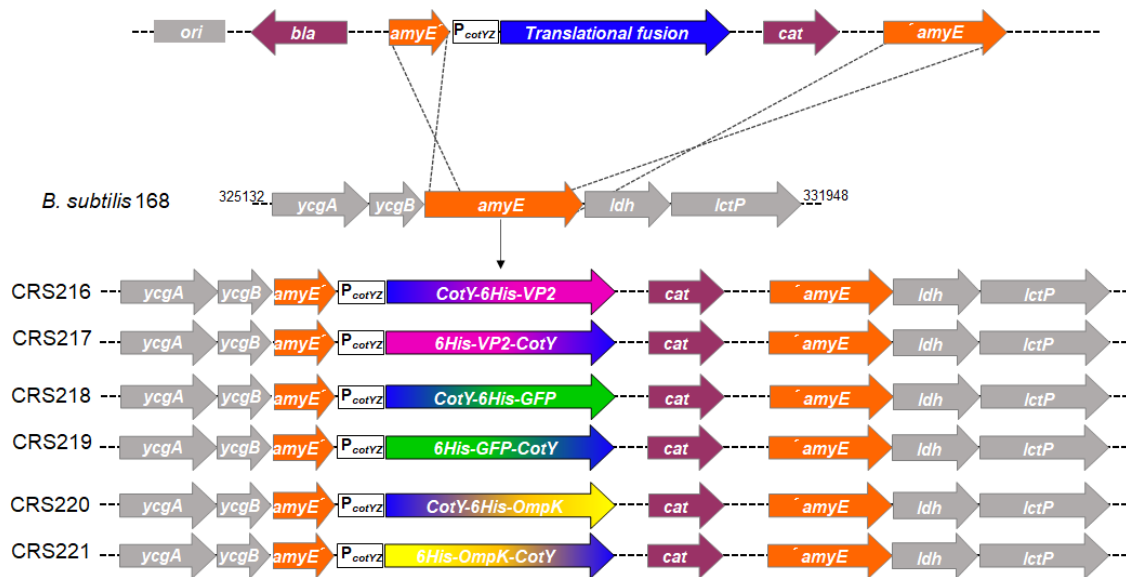 ori bla amyE´ PcotYZ Translational fusion cat ´amyE
B. subtilis 168 325132 ycgA ycgB amyE ldh lctP 331948
CRS216 ycgA ycgB amyE´ PcotYZ CotY-6His-VP2 cat ´amyE ldh lctP
CRS217 ycgA ycgB amyE´ PcotYZ 6His-VP2-CotY cat ´amyE ldh lctP
CRS218 ycgA ycgB amyE´ PcotYZ CotY-6His-GFP cat ´amyE ldh lctP
CRS219 ycgA ycgB amyE´ PcotYZ 6His-GFP-CotY cat ´amyE ldh lctP
CRS220 ycgA ycgB amyE´ PcotYZ CotY-6His-OmpK cat ´amyE ldh lctP
CRS221 ycgA ycgB amyE´ PcotYZ 6His-OmpK-CotY cat ´amyE ldh lctP